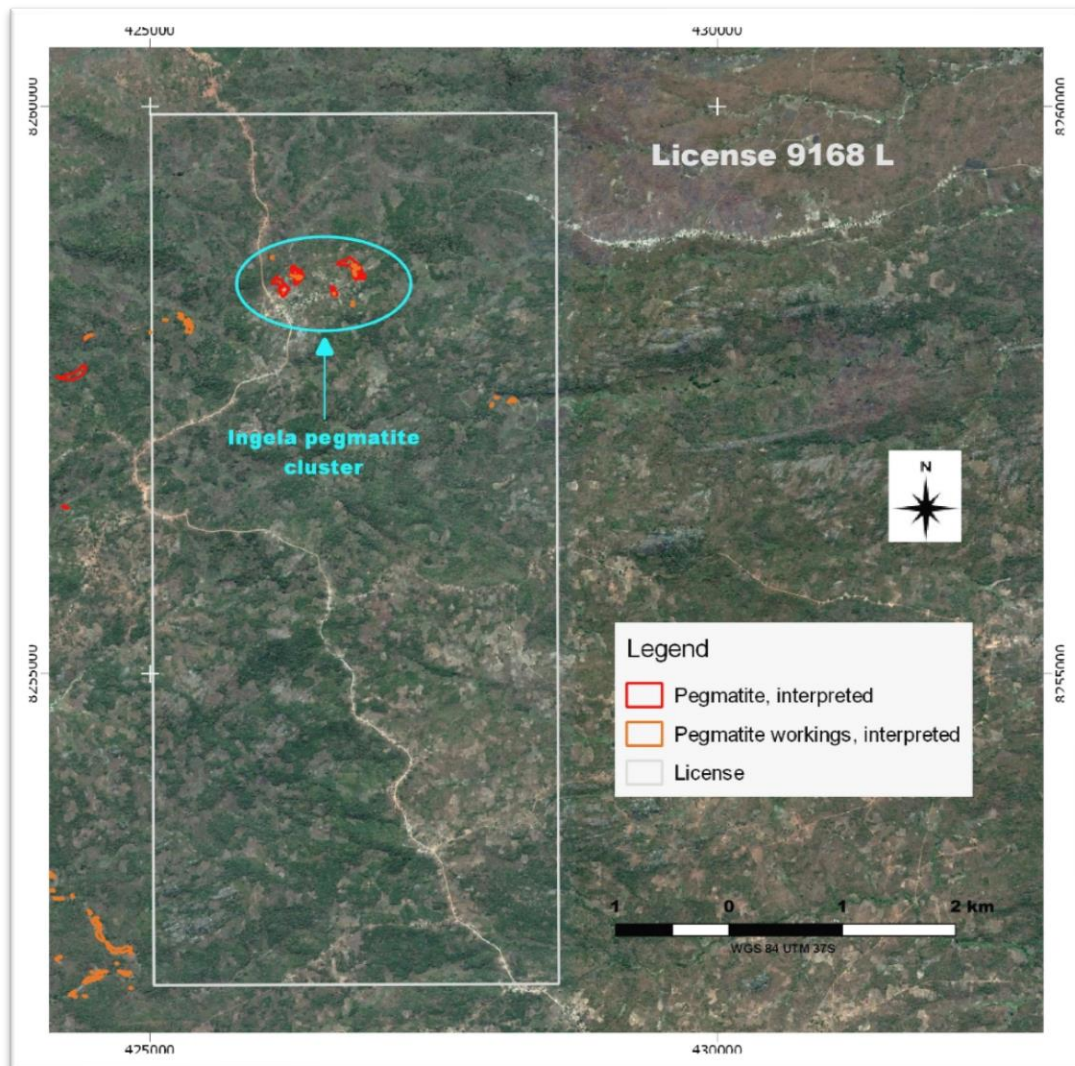 425000 430000
8260000 8260000
License 9168 L
Ingela pegmatite
cluster
N
Legend
Pegmatite, interpreted
Pegmatite workings, interpreted
License
8255000 8255000
1 0 1 2 km
WGS 84 UTM 37S
425000 430000